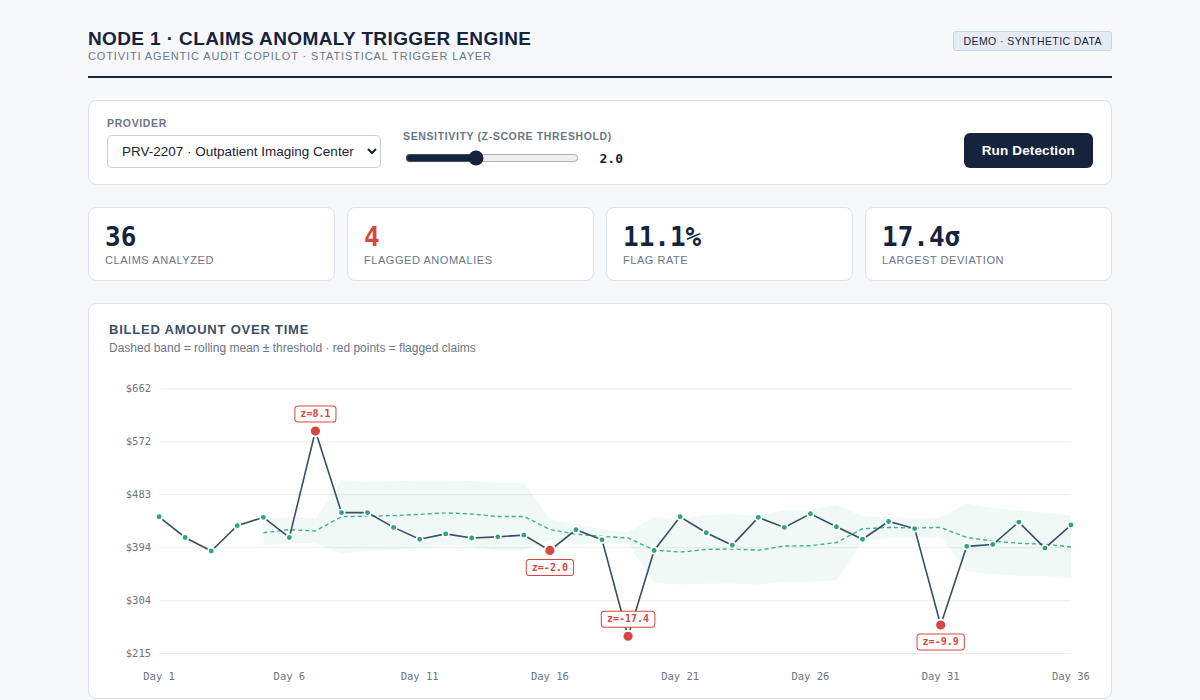 NODE 1 · CLAIMS ANOMALY TRIGGER ENGINE
COTIVITI AGENTIC AUDIT COPILOT · STATISTICAL TRIGGER LAYER
DEMO · SYNTHETIC DATA
PROVIDER
PRV-2207 · Outpatient Imaging Center
SENSITIVITY (Z-SCORE THRESHOLD)
2.0
Run Detection
36
CLAIMS ANALYZED
4
FLAGGED ANOMALIES
11.1%
FLAG RATE
17.4σ
LARGEST DEVIATION
BILLED AMOUNT OVER TIME
Dashed band = rolling mean ± threshold · red points = flagged claims
$662
$572
$483
$394
$304
$215
z=8.1
z=-2.0
z=-17.4
z=-9.9
Day 1
Day 6
Day 11
Day 16
Day 21
Day 26
Day 31
Day 36